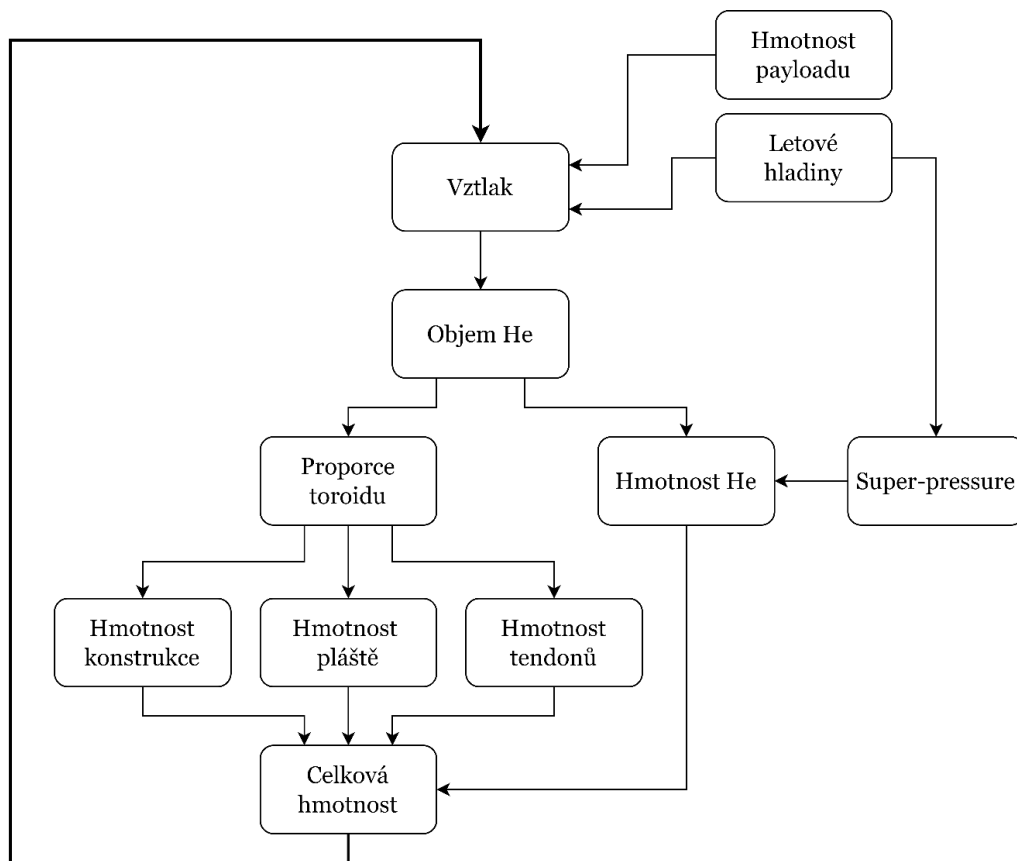 Hmotnost
payloadu
Letové
hladiny
Vztlak
Objem He
Proporce
toroidu
Hmotnost He
Super-pressure
Hmotnost
konstrukce
Hmotnost
pláště
Hmotnost
tendonů
Celková
hmotnost